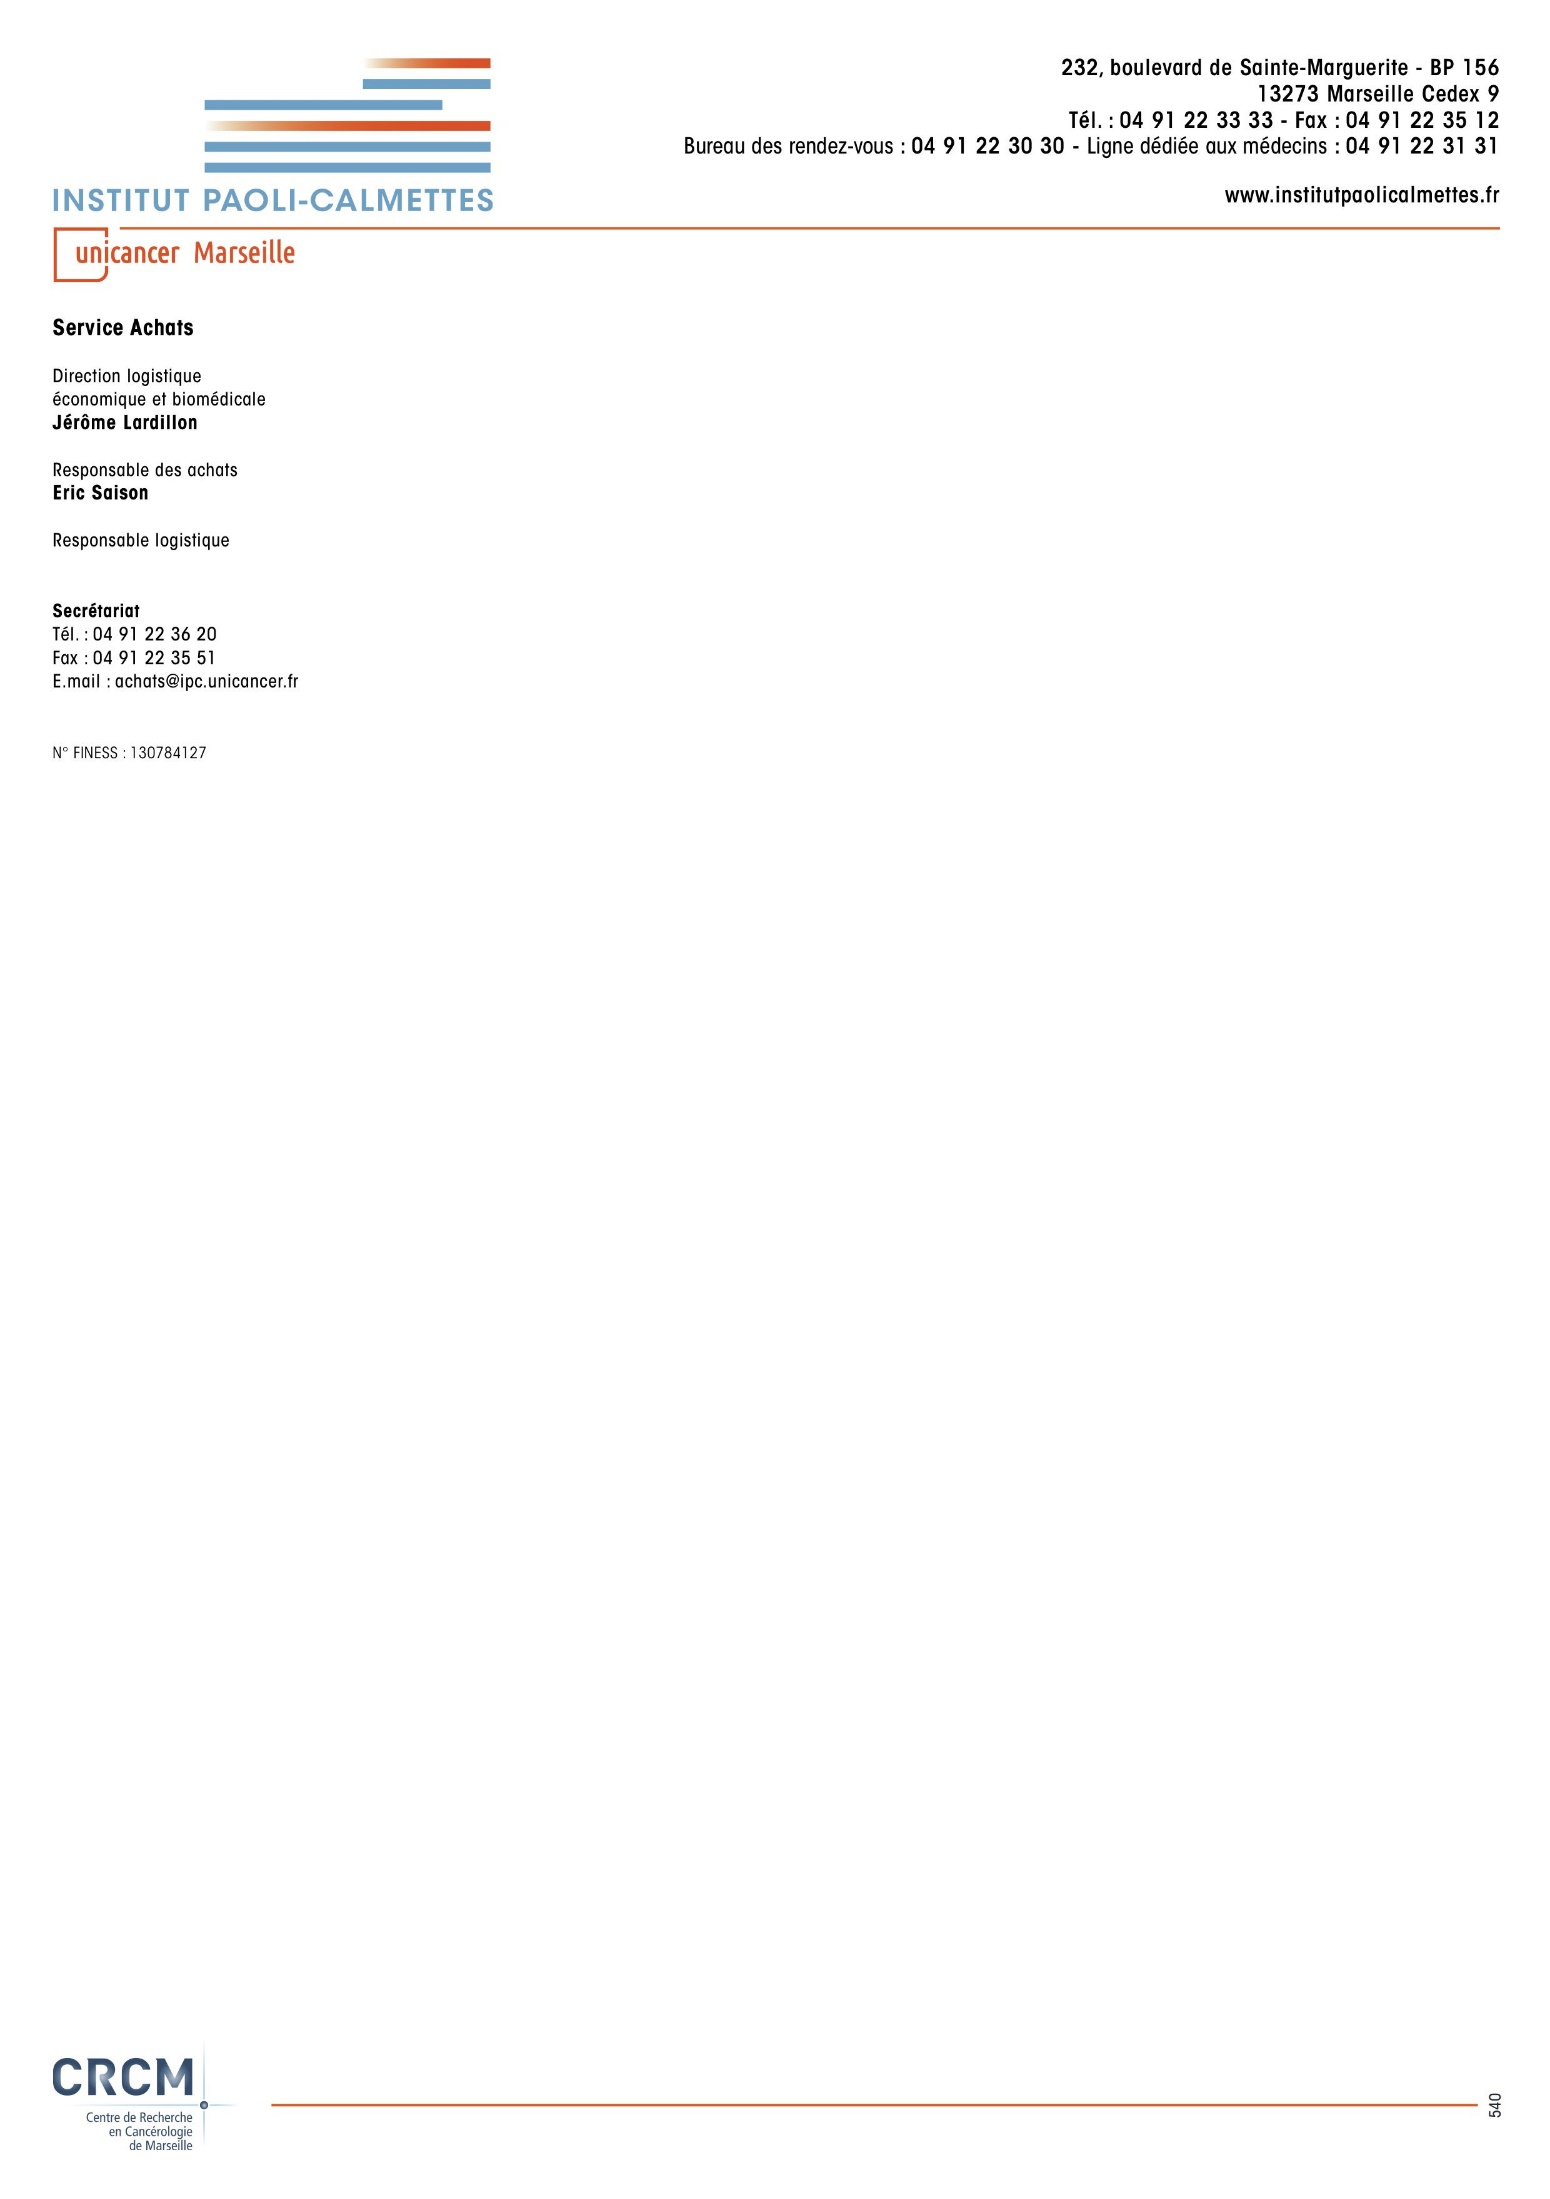 INSTITUT PAOLI-CALMETTES
unicancer Marseille
232, boulevard de Sainte-Marguerite - BP 156
13273 Marseille Cedex 9
Tél. : 04 91 22 33 33 - Fax : 04 91 22 35 12
Bureau des rendez-vous : 04 91 22 30 30 - Ligne dédiée aux médecins : 04 91 22 31 31
www.institutpaolicalmettes.fr
Service Achats
Direction logistique
économique et biomédicale
Jérôme Lardillon
Responsable des achats
Eric Saison
Responsable logistique
Secrétariat
Tél. : 04 91 22 36 20
Fax : 04 91 22 35 51
E.mail : achats@ipc.unicancer.fr
N° FINESS : 130784127
CRCM
Centre de Recherche
en Cancérologie
de Marseille
540